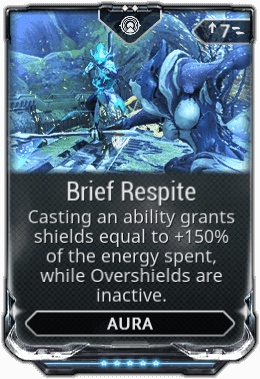 ↑7
Brief Respite
Casting an ability grants
shields equal to +150%
of the energy spent,
while Overshields are
inactive.
AURA